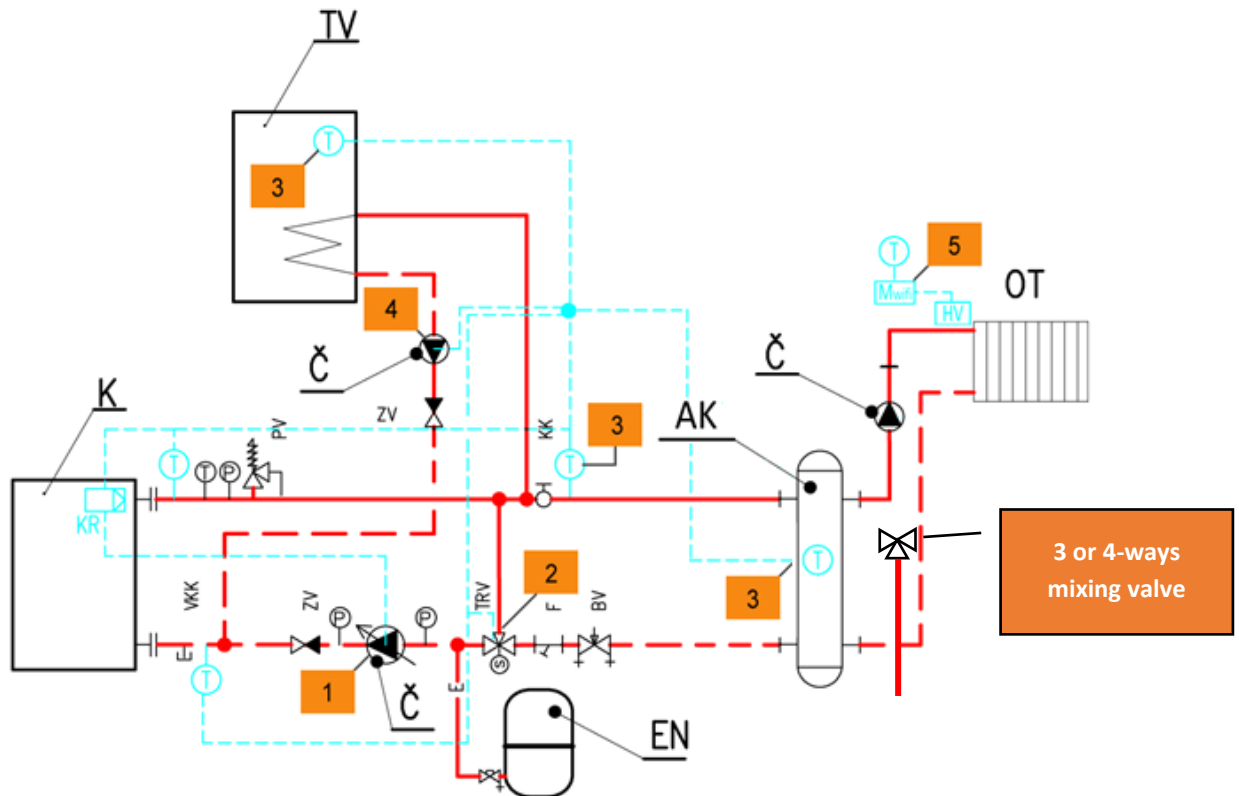 TV
T
3
5
T
Mwifi
HV
OT
4
Č
Č
K
PV
ZV
KK
3
AK
T
T
P
T
KR
3 or 4-ways
mixing valve
2
3
T
VKK
ZV
P
P
TRV
F
BV
S
T
1
Č
E
EN